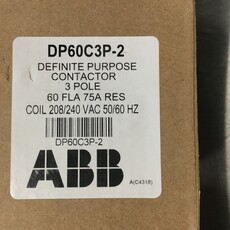 DP60C3P-2
DEFINITE PURPOSE
CONTACTOR
3 POLE
60 FLA 75A RES
COIL 208/240 VAC 50/60 HZ
DP60C3P-2
ABB
A(C4318)